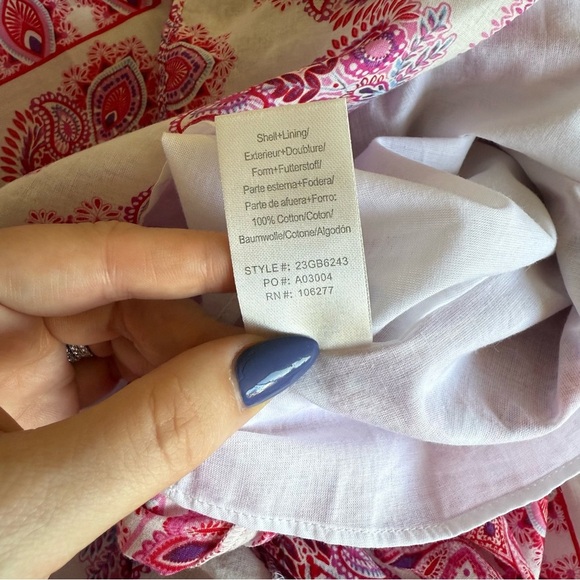 Shell+Lining/
Exterieur+Doubture/
Form+Futterstoff/
Parte esterna+Fodera/
Parte de afuera+Forro:
100% Cotton/Coton/
Baumwolle/Cotone/Algodón
STYLE#: 23GB6243
PO#: A03004
RN#: 106277